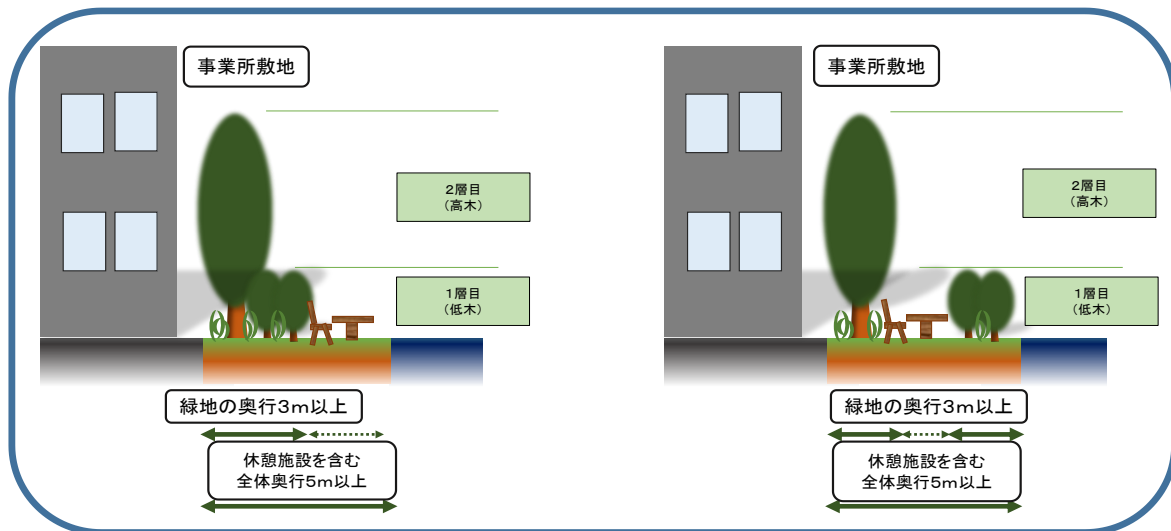 事業所敷地
2層目
(高木)
1層目
(低木)
緑地の奥行3m以上
休憩施設を含む
全体奥行5m以上
事業所敷地
2層目
(高木)
1層目
(低木)
緑地の奥行3m以上
休憩施設を含む
全体奥行5m以上